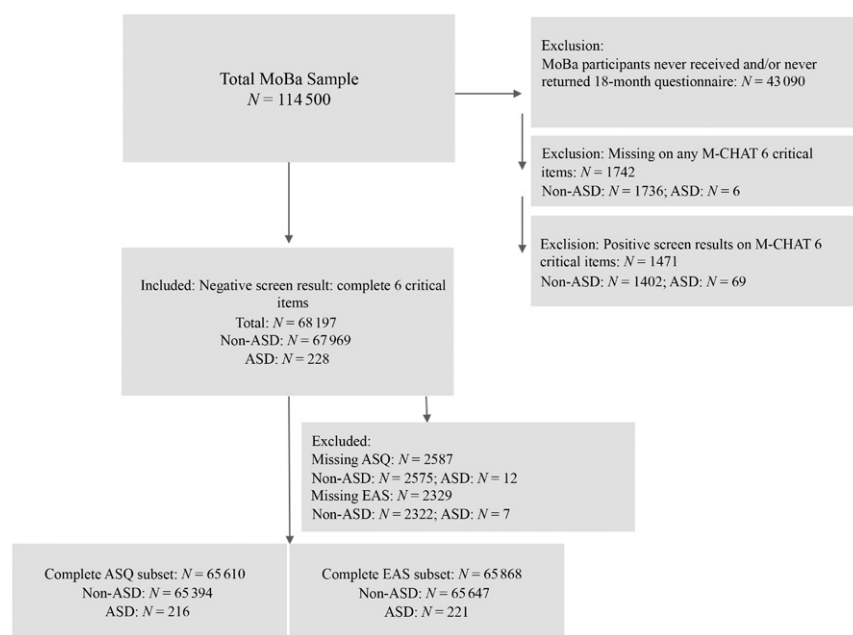 Total MoBa Sample
N = 114 500
Exclusion:
MoBa participants never received and/or never
returned 18-month questionnaire: N = 43 090
Exclusion: Missing on any M-CHAT 6 critical
items: N = 1742
Non-ASD: N = 1736; ASD: N = 6
Exclision: Positive screen results on M-CHAT 6
critical items: N = 1471
Non-ASD: N = 1402; ASD: N = 69
Included: Negative screen result: complete 6 critical
items
Total: N = 68 197
Non-ASD: N = 67 969
ASD: N = 228
Excluded:
Missing ASQ: N = 2587
Non-ASD: N = 2575; ASD: N = 12
Missing EAS: N = 2329
Non-ASD: N = 2322; ASD: N = 7
Complete ASQ subset: N = 65 610
Non-ASD: N = 65 394
ASD: N = 216
Complete EAS subset: N = 65 868
Non-ASD: N = 65 647
ASD: N = 221